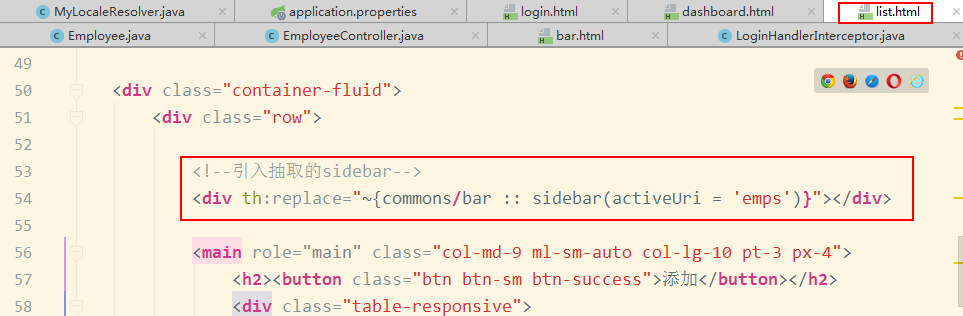 MyLocaleResolver.java application.properties login.html dashboard.html list.html
Employee.java EmployeeController.java bar.html LoginHandlerInterceptor.java
49
50 <div class="container-fluid">
51 <div class="row">
52
53 <!--引入抽取的sidebar-->
54 <div th:replace="~{commons/bar :: sidebar(activeUri = 'emps')}"></div>
55
56 <main role="main" class="col-md-9 ml-sm-auto col-lg-10 pt-3 px-4">
57 <h2><button class="btn btn-sm btn-success">添加</button></h2>
58 <div class="table-responsive">